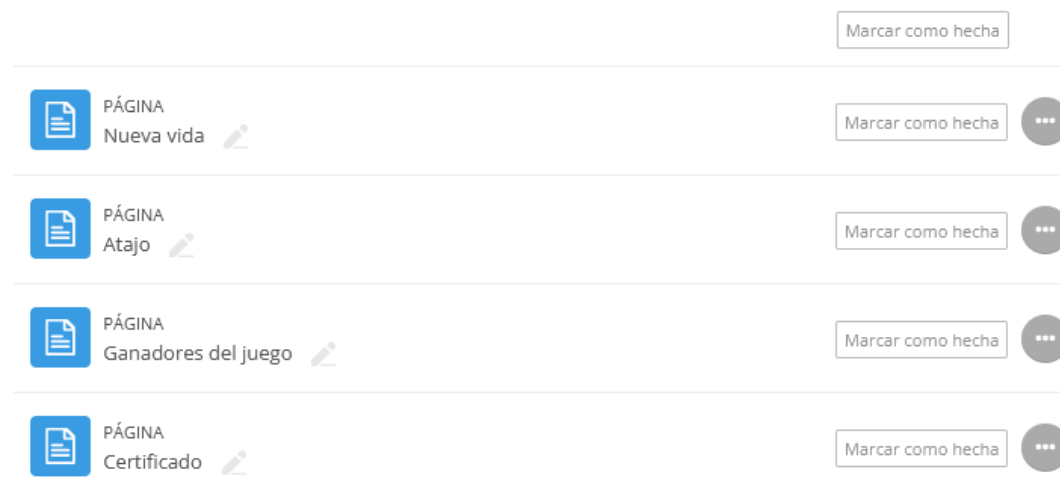 Marcar como hecha
PÁGINA
Nueva vida
Marcar como hecha
PÁGINA
Atajo
Marcar como hecha
PÁGINA
Ganadores del juego
Marcar como hecha
PÁGINA
Certificado
Marcar como hecha